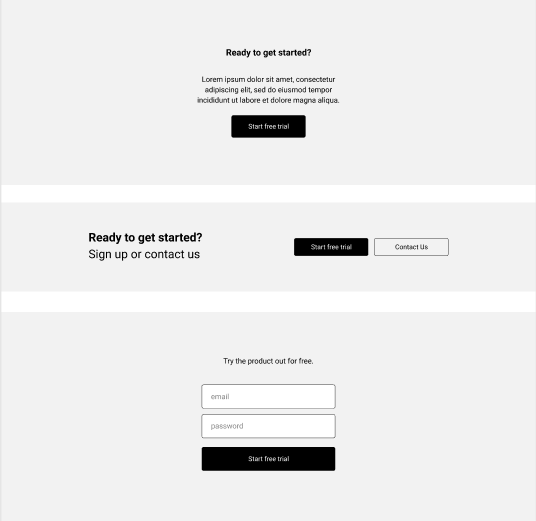 Ready to get started?
Lorem ipsum dolor sit amet, consectetur
adipiscing elit, sed do eiusmod tempor
incididunt ut labore et dolore magna aliqua.
Start free trial
Ready to get started?
Sign up or contact us
Start free trial
Contact Us
Try the product out for free.
email
password
Start free trial